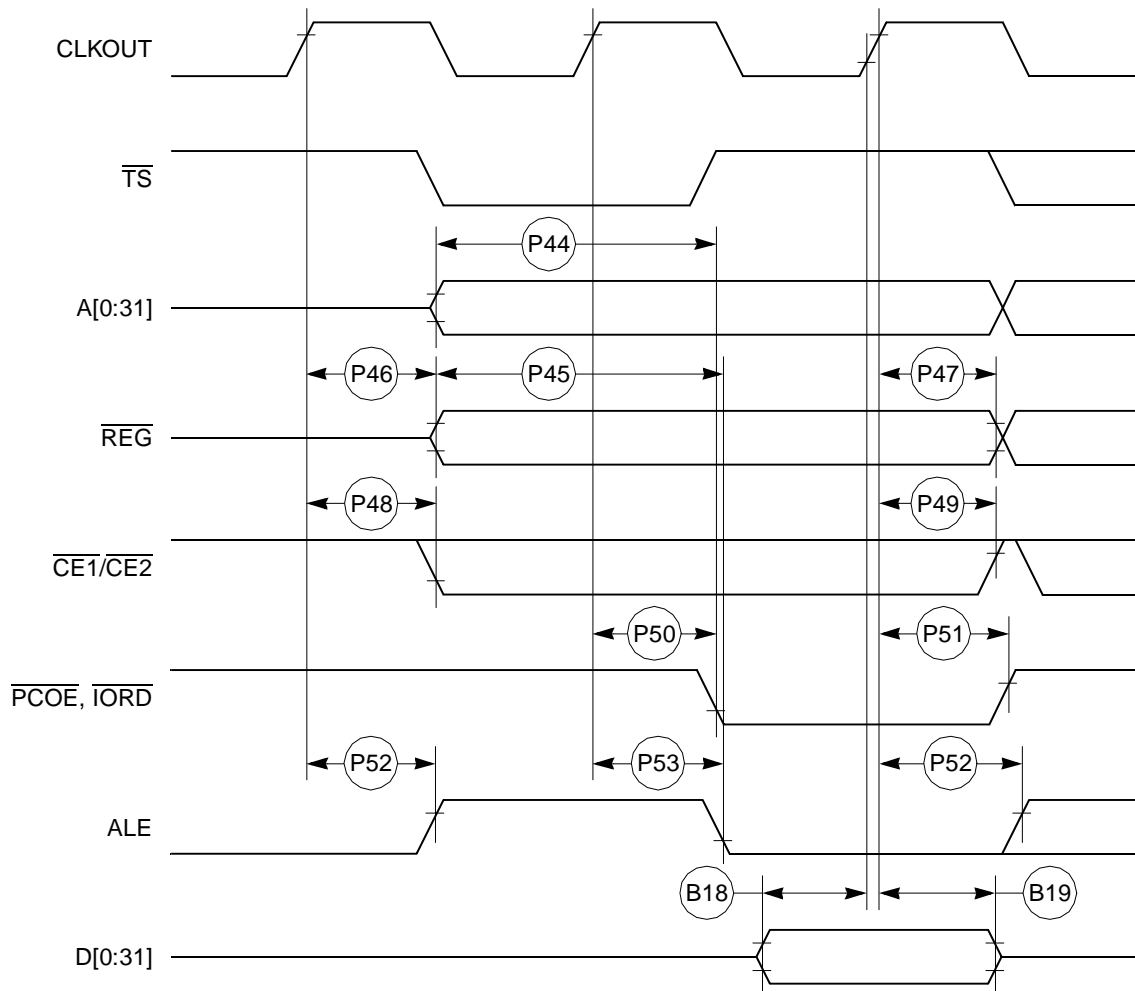 CLKOUT
TS
P44
A[0:31]
P46 P45 P47
REG
P48 P49
CE1/CE2
P50 P51
PCOE, IORD
P52 P53 P52
ALE
B18 B19
D[0:31]